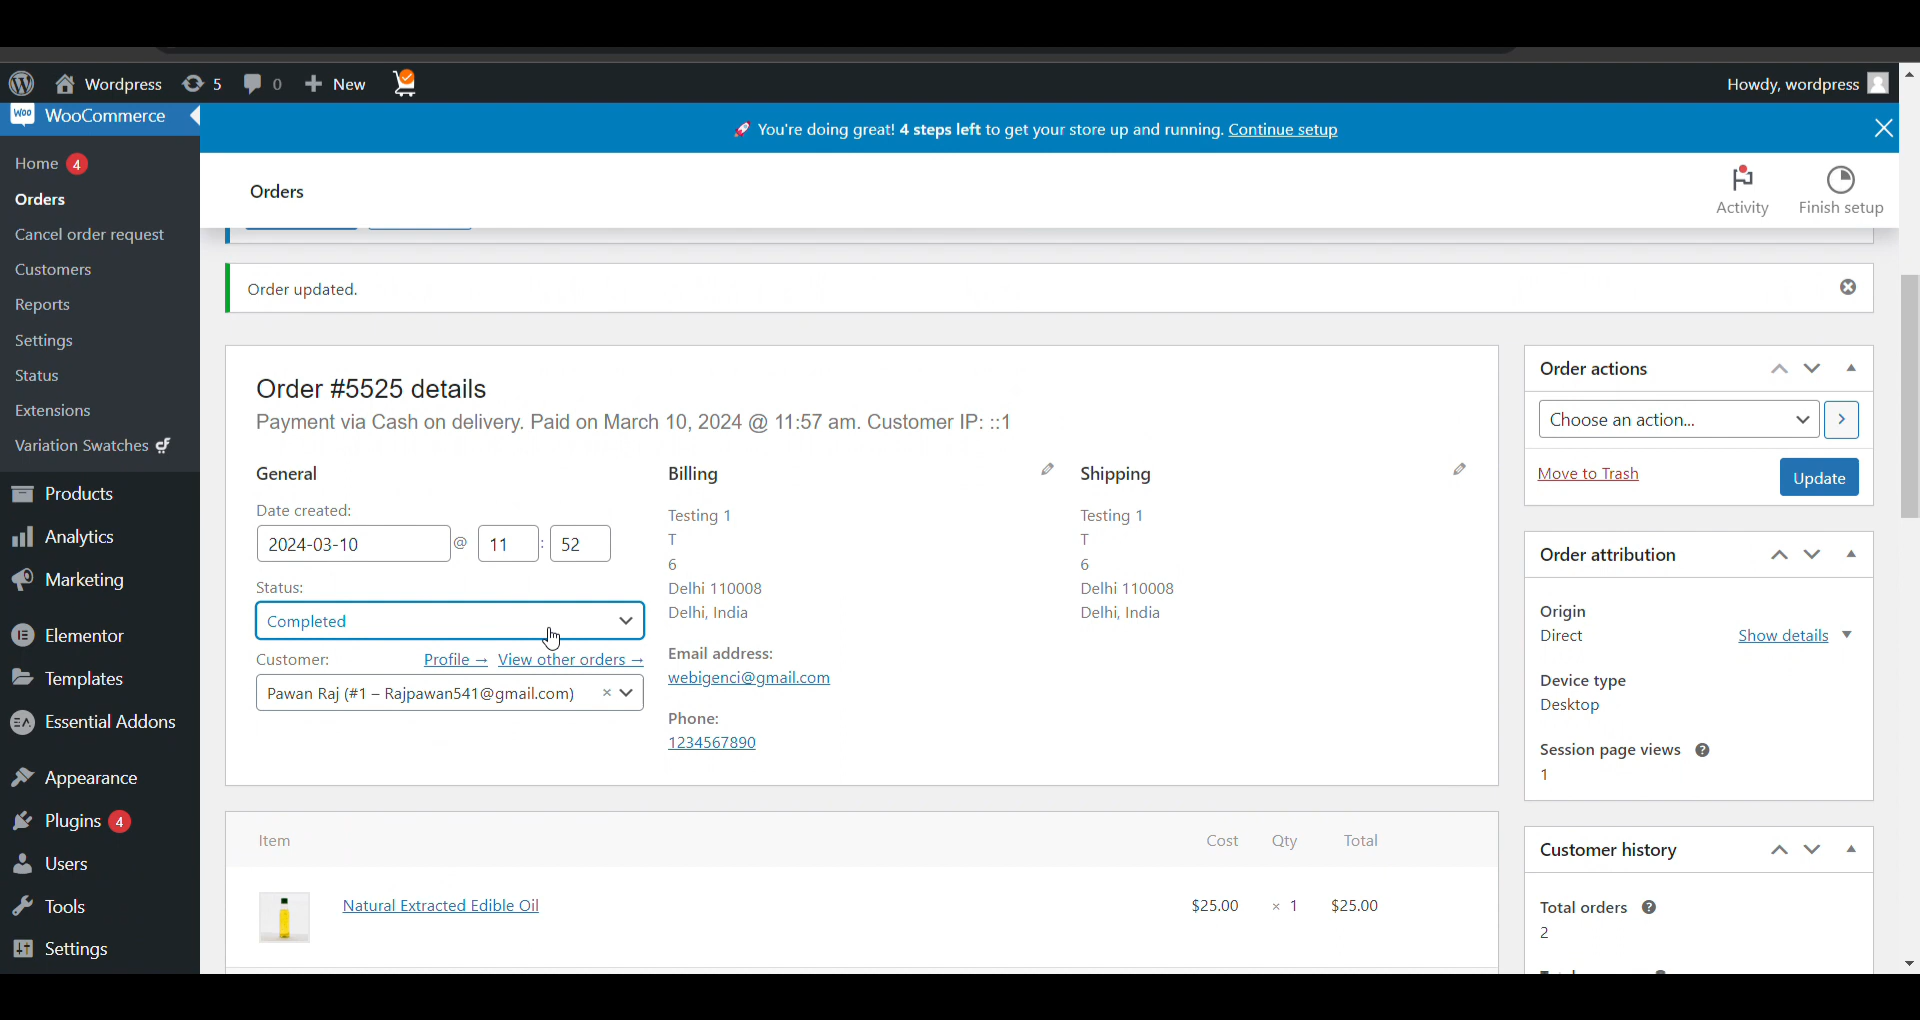 Wordpress 5 0 New Howdy, wordpress
Woo WooCommerce
🚀 You're doing great! 4 steps left to get your store up and running. Continue setup
Home 4
Orders
Cancel order request
Customers
Reports
Settings
Status
Extensions
Variation Swatches
Products
Analytics
Marketing
Elementor
Templates
Essential Addons
Appearance
Plugins 4
Users
Tools
Settings
Orders
Activity
Finish setup
Order updated.
Order #5525 details
Payment via Cash on delivery. Paid on March 10, 2024 @ 11:57 am. Customer IP: ::1
General
Date created:
2024-03-10 @ 11 : 52
Status:
Completed
Customer: Profile → View other orders →
Pawan Raj (#1 – Rajpawan541@gmail.com) ×
Billing
Testing 1
T
6
Delhi 110008
Delhi, India
Email address:
webigenci@gmail.com
Phone:
1234567890
Shipping
Testing 1
T
6
Delhi 110008
Delhi, India
Item Cost Qty Total
Natural Extracted Edible Oil $25.00 × 1 $25.00
Order actions
Choose an action...
Move to Trash Update
Order attribution
Origin
Direct Show details
Device type
Desktop
Session page views ?
1
Customer history
Total orders ?
2